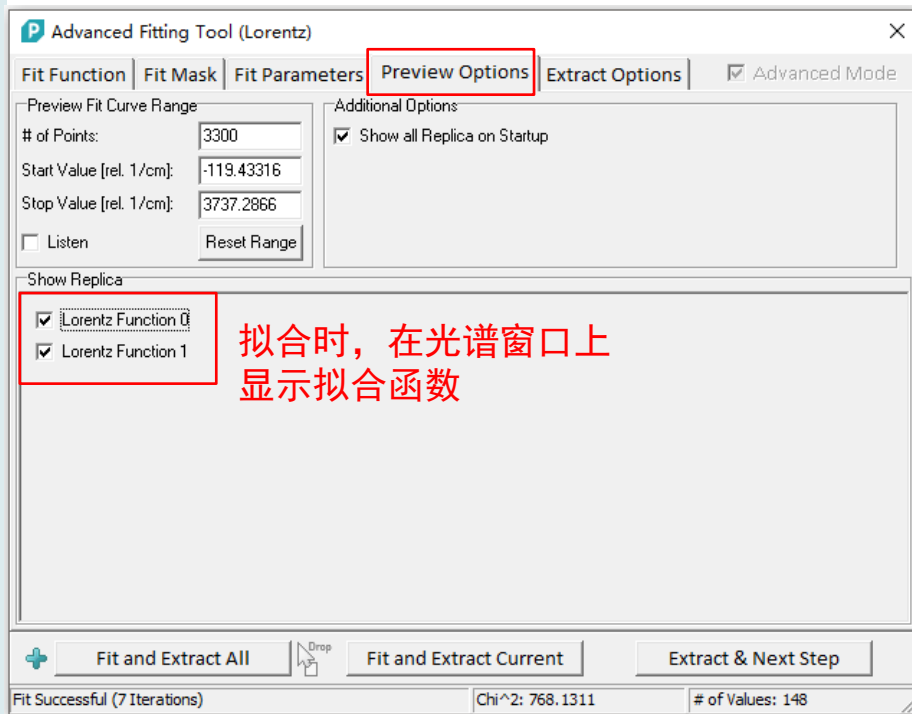 Advanced Fitting Tool (Lorentz)
Fit Function Fit Mask Fit Parameters Preview Options Extract Options Advanced Mode
Preview Fit Curve Range
# of Points: 3300
Start Value [rel. 1/cm]: -119.43316
Stop Value [rel. 1/cm]: 3737.2866
Listen Reset Range
Additional Options
Show all Replica on Startup
Show Replica
Lorentz Function 0
Lorentz Function 1
拟合时，在光谱窗口上
显示拟合函数
Fit and Extract All Drop Fit and Extract Current Extract & Next Step
Fit Successful (7 Iterations) Chi^2: 768.1311 # of Values: 148